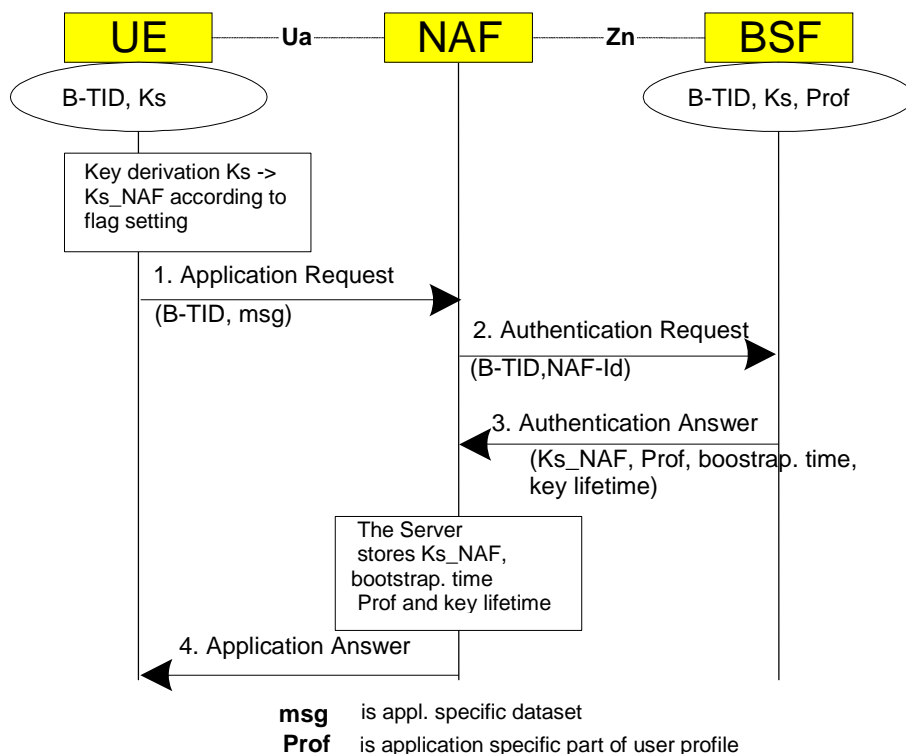 UE Ua NAF Zn BSF
B-TID, Ks
B-TID, Ks, Prof
Key derivation Ks ->
Ks_NAF according to
flag setting
1. Application Request
(B-TID, msg)
2. Authentication Request
(B-TID,NAF-Id)
3. Authentication Answer
(Ks_NAF, Prof, boostrap. time,
key lifetime)
The Server
stores Ks_NAF,
bootstrap. time
Prof and key lifetime
4. Application Answer
msg is appl. specific dataset
Prof is application specific part of user profile